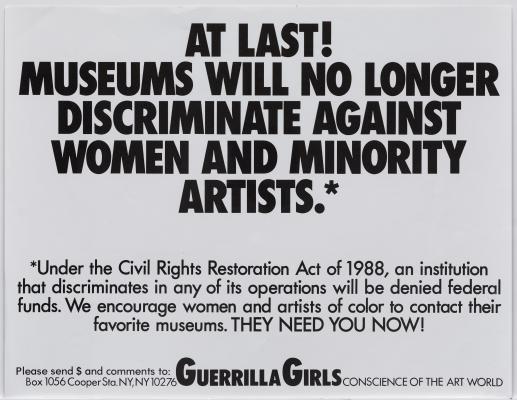 AT LAST!
MUSEUMS WILL NO LONGER
DISCRIMINATE AGAINST
WOMEN AND MINORITY
ARTISTS.*
*Under the Civil Rights Restoration Act of 1988, an institution
that discriminates in any of its operations will be denied federal
funds. We encourage women and artists of color to contact their
favorite museums. THEY NEED YOU NOW!
Please send $ and comments to:
Box 1056 Cooper Sta. NY, NY 10276 GUERRILLA GIRLS CONSCIENCE OF THE ART WORLD